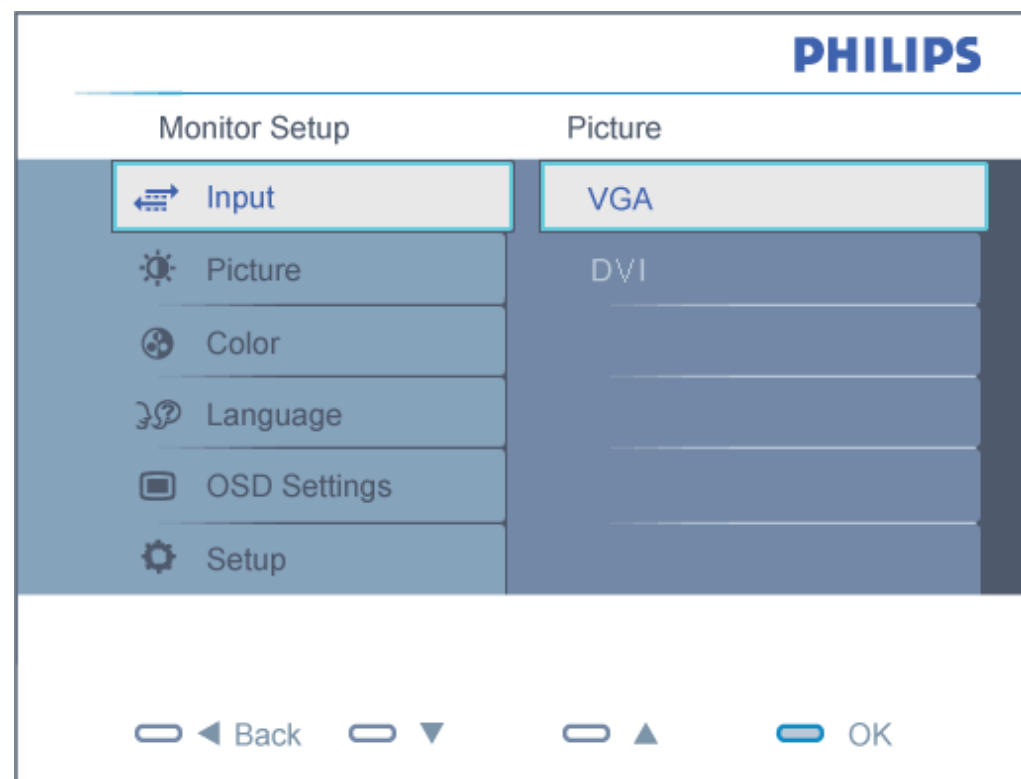 PHILIPS
Monitor Setup Picture
Input VGA
Picture DVI
Color
Language
OSD Settings
Setup
Back OK